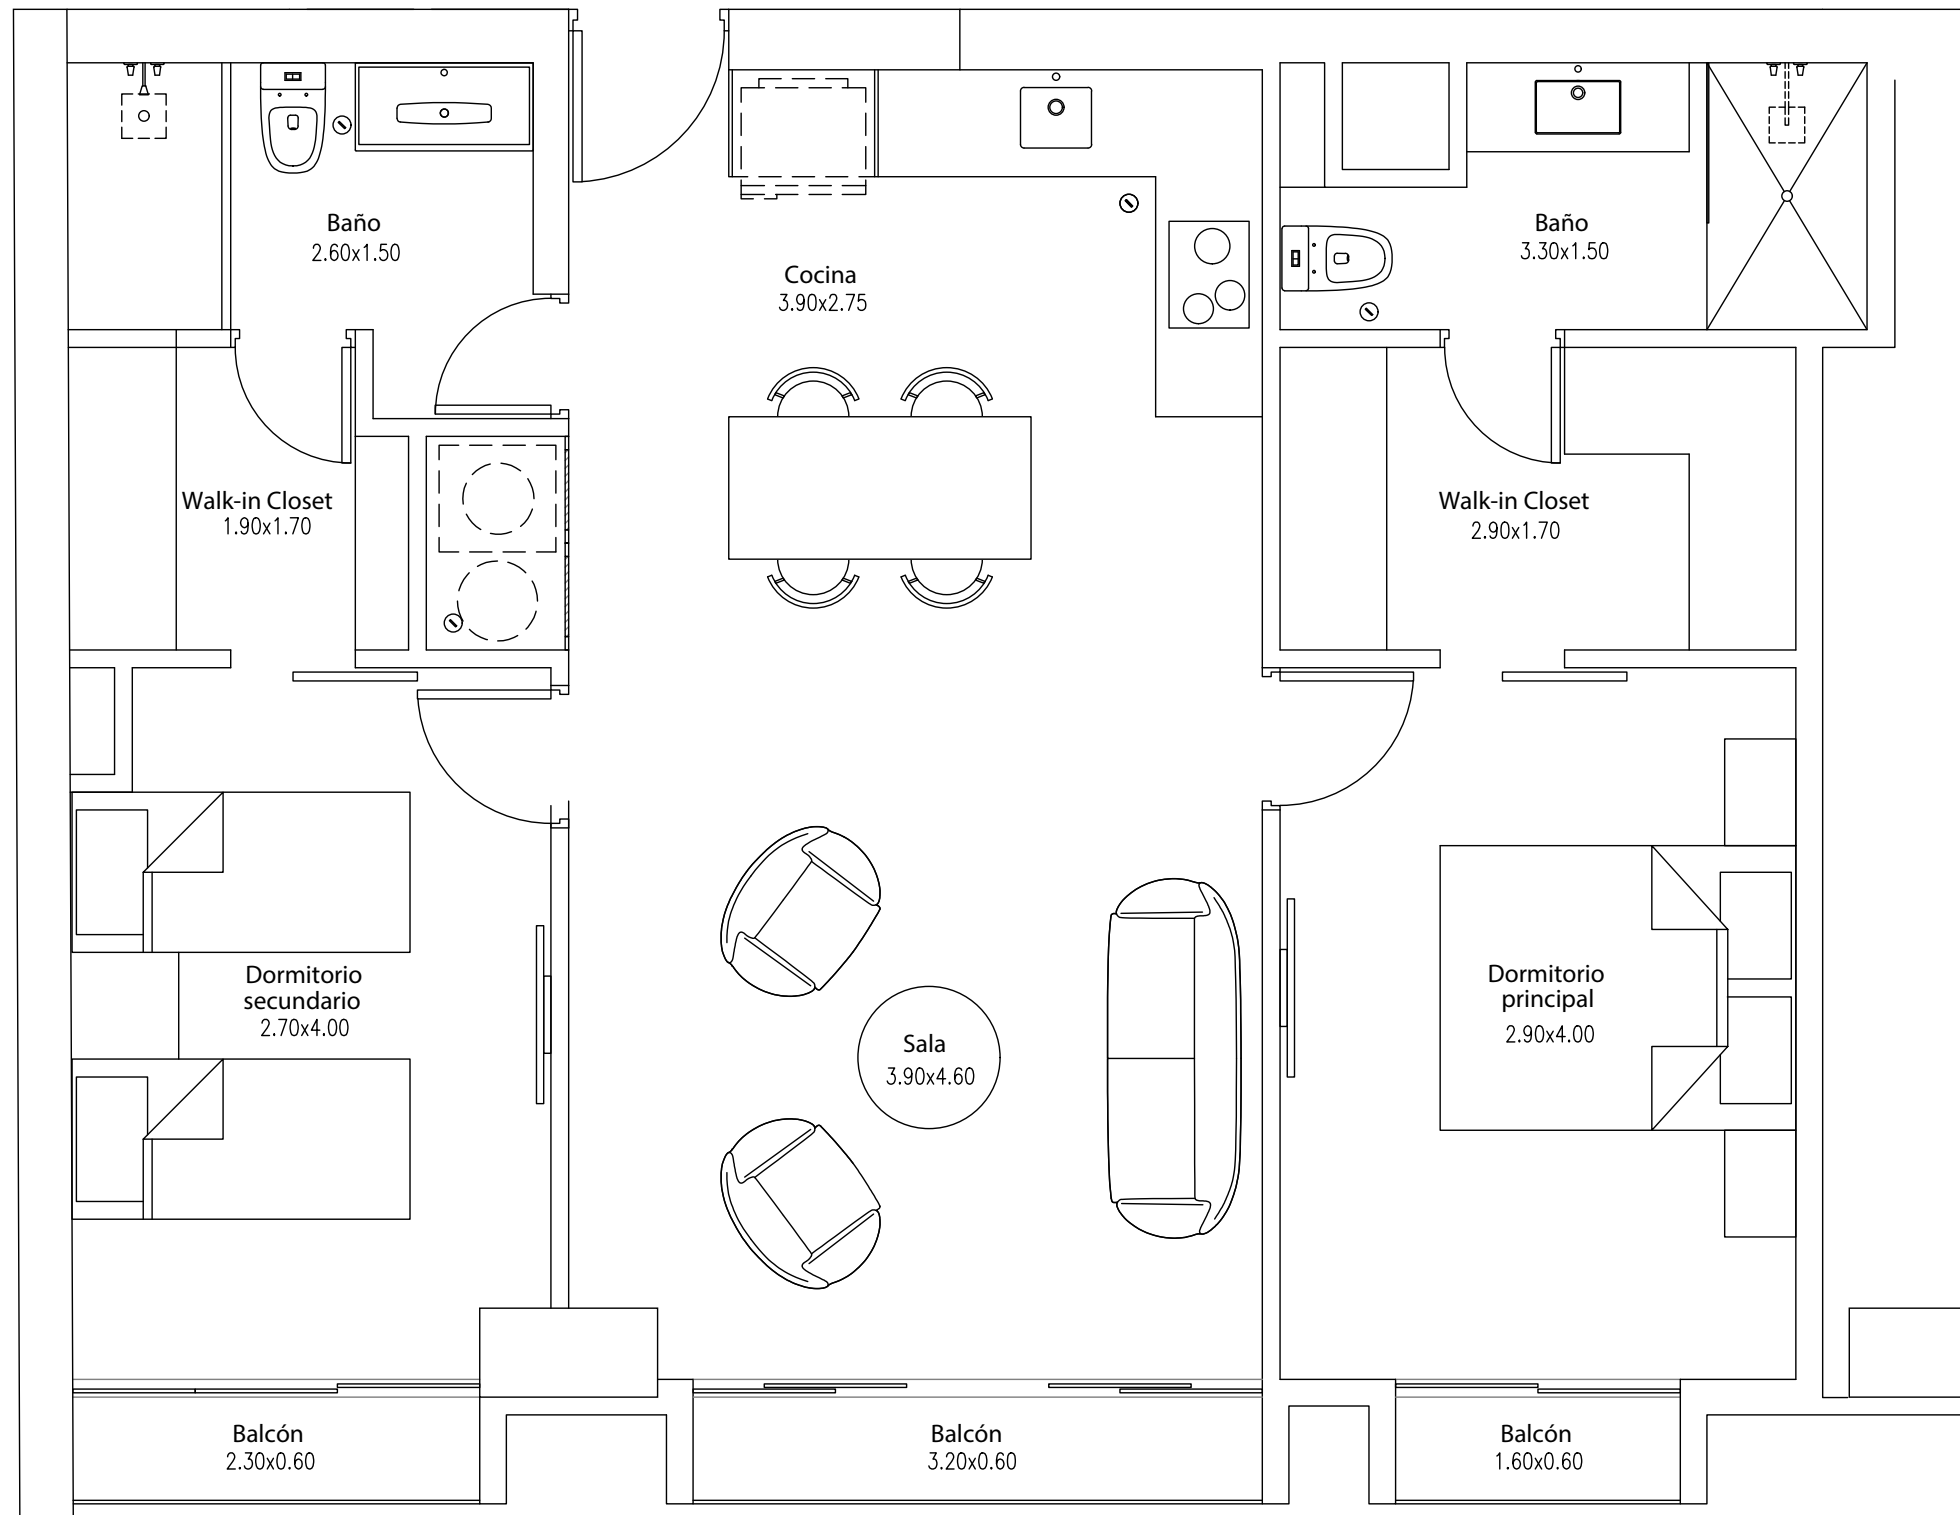 Baño
2.60x1.50
Baño
3.30x1.50
Cocina
3.90x2.75
Walk-in Closet
1.90x1.70
Walk-in Closet
2.90x1.70
Dormitorio
secundario
2.70x4.00
Sala
3.90x4.60
Dormitorio
principal
2.90x4.00
Balcón
2.30x0.60
Balcón
3.20x0.60
Balcón
1.60x0.60